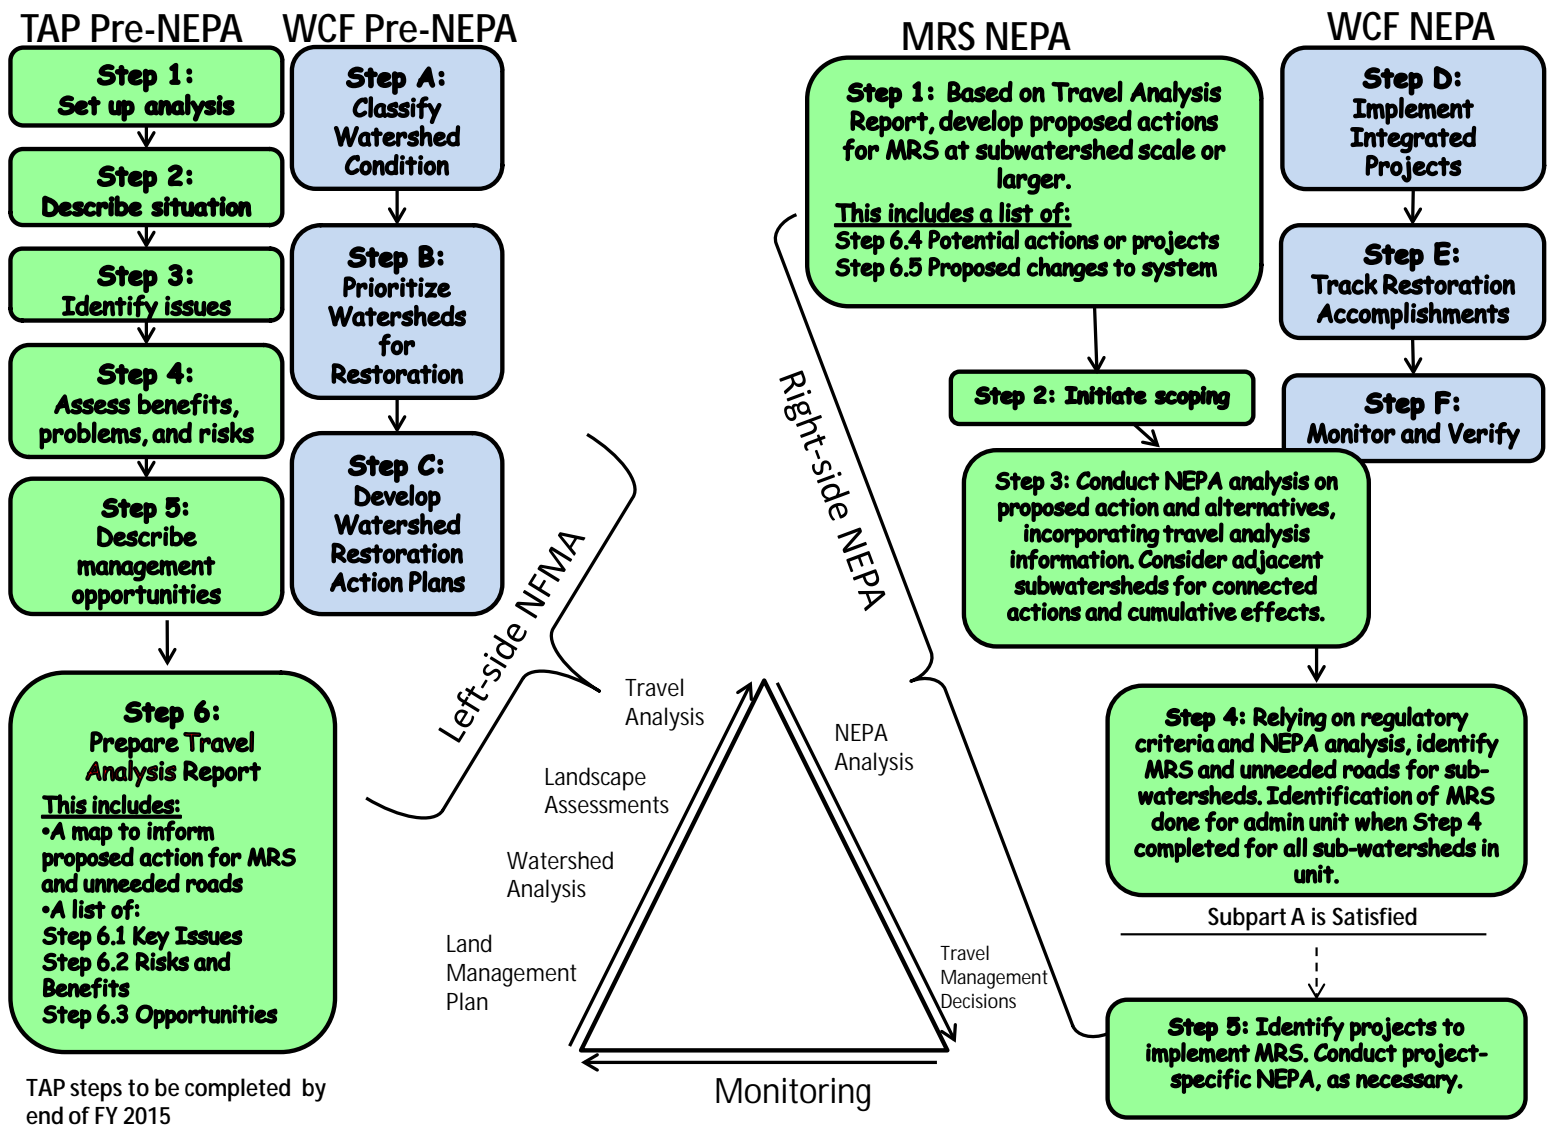 TAP Pre-NEPA
Step 1:
Set up analysis
Step 2:
Describe situation
Step 3:
Identify issues
Step 4:
Assess benefits,
problems, and risks
Step 5:
Describe
management
opportunities
Step 6:
Prepare Travel
Analysis Report
This includes:
•A map to inform
proposed action for MRS
and unneeded roads
•A list of:
Step 6.1 Key Issues
Step 6.2 Risks and
Benefits
Step 6.3 Opportunities
TAP steps to be completed by
end of FY 2015
WCF Pre-NEPA
Step A:
Classify
Watershed
Condition
Step B:
Prioritize
Watersheds
for
Restoration
Step C:
Develop
Watershed
Restoration
Action Plans
Left-side NFMA
Travel
Analysis
Landscape
Assessments
Watershed
Analysis
Land
Management
Plan
NEPA
Analysis
Travel
Management
Decisions
Monitoring
Right-side NEPA
MRS NEPA
Step 1: Based on Travel Analysis
Report, develop proposed actions
for MRS at subwatershed scale or
larger.
This includes a list of:
Step 6.4 Potential actions or projects
Step 6.5 Proposed changes to system
Step 2: Initiate scoping
Step 3: Conduct NEPA analysis on
proposed action and alternatives,
incorporating travel analysis
information. Consider adjacent
subwatersheds for connected
actions and cumulative effects.
Step 4: Relying on regulatory
criteria and NEPA analysis, identify
MRS and unneeded roads for sub-
watersheds. Identification of MRS
done for admin unit when Step 4
completed for all sub-watersheds in
unit.
Subpart A is Satisfied
Step 5: Identify projects to
implement MRS. Conduct project-
specific NEPA, as necessary.
WCF NEPA
Step D:
Implement
Integrated
Projects
Step E:
Track Restoration
Accomplishments
Step F:
Monitor and Verify